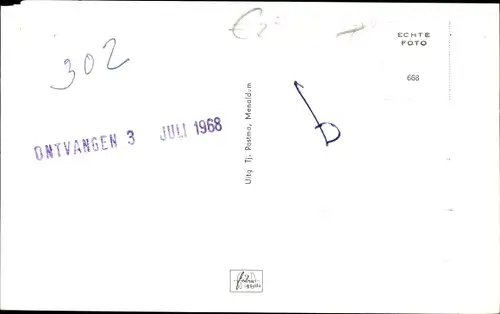 302
€
ECHTE
FOTO
668
ONTVANGEN 3 JULI 1968
Uitg Tj. Postma, Menaldum
b